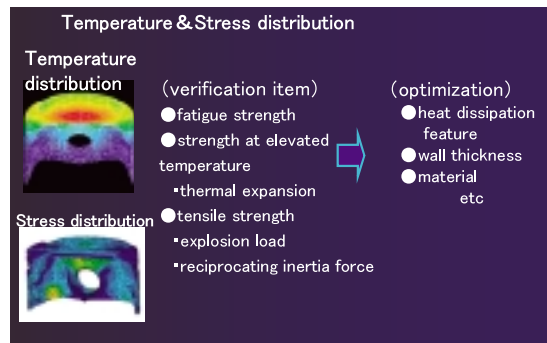 Temperature＆Stress distribution
Temperature
distribution
(verification item)
●fatigue strength
●strength at elevated
temperature
▪thermal expansion
●tensile strength
▪explosion load
▪reciprocating inertia force
(optimization)
●heat dissipation
feature
●wall thickness
●material
etc
Stress distribution